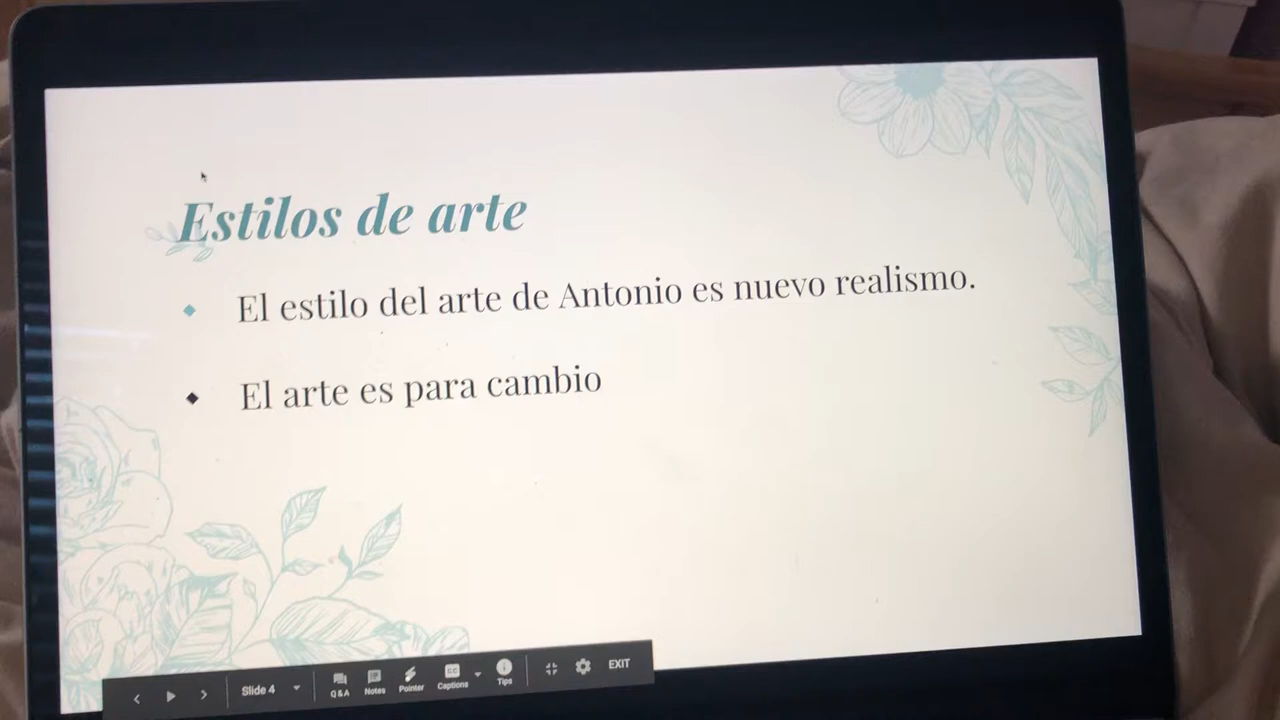 Estilos de arte
El estilo del arte de Antonio es nuevo realismo.
El arte es para cambio
Slide 4
Q&A
Notes
Pointer
CC
Captions
Tips
EXIT